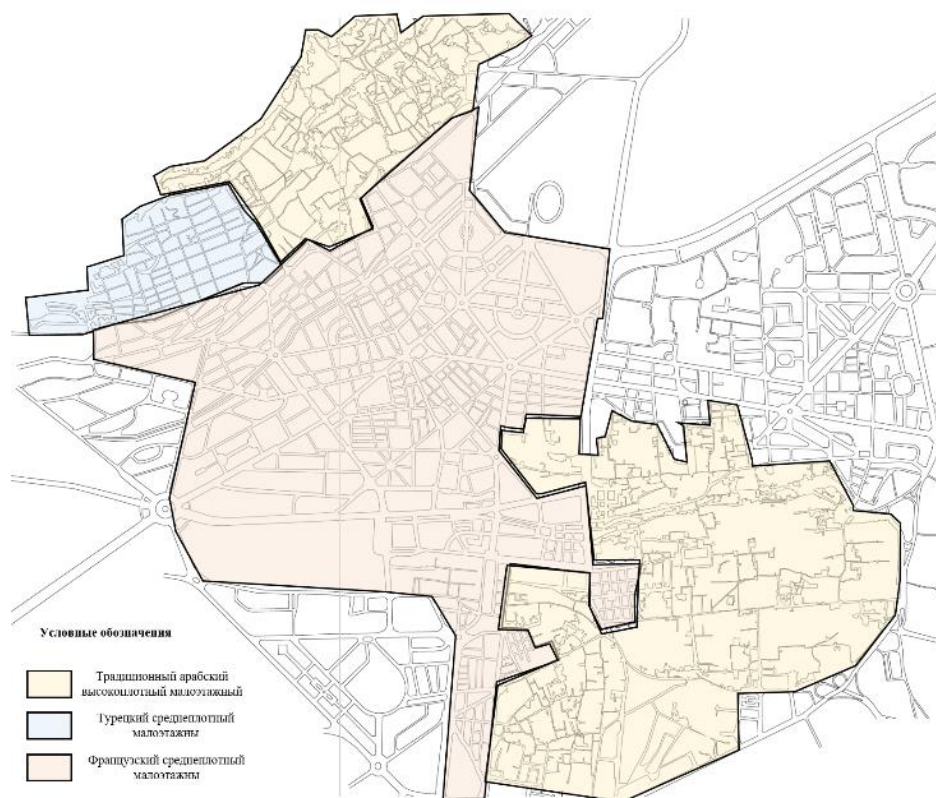 Условные обозначения
Традиционный арабский
высокоплотный малоэтажный
Турецкий среднеплотный
малоэтажны
Французский среднеплотный
малоэтажны